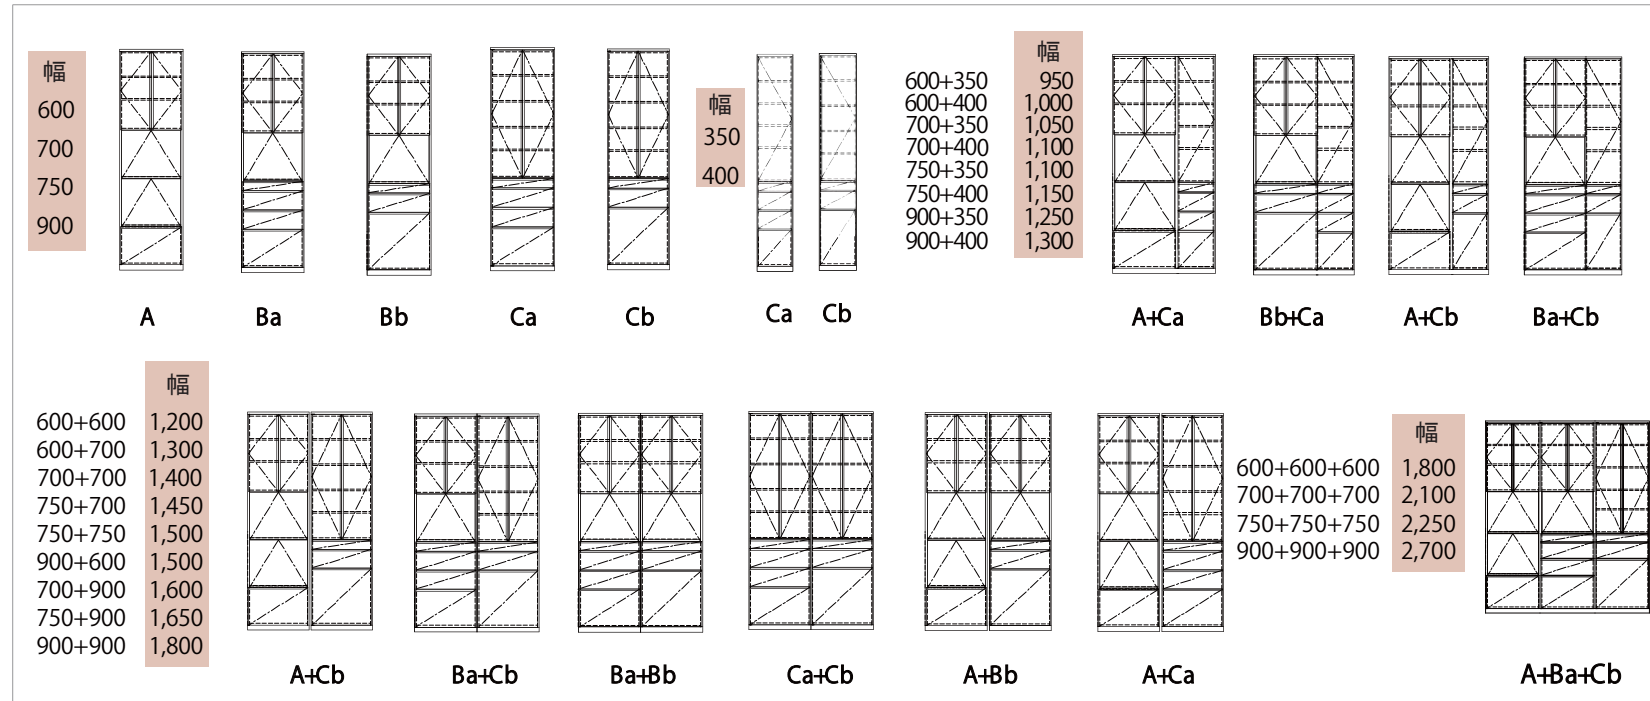 幅
600
700
750
900
A
Ba
Bb
Ca
Cb
幅
350
400
Ca
Cb
幅
600+350 950
600+400 1,000
700+350 1,050
700+400 1,100
750+350 1,100
750+400 1,150
900+350 1,250
900+400 1,300
A+Ca
Bb+Ca
A+Cb
Ba+Cb
幅
600+600 1,200
600+700 1,300
700+700 1,400
750+700 1,450
750+750 1,500
900+600 1,500
700+900 1,600
750+900 1,650
900+900 1,800
A+Cb
Ba+Cb
Ba+Bb
Ca+Cb
A+Bb
A+Ca
幅
600+600+600 1,800
700+700+700 2,100
750+750+750 2,250
900+900+900 2,700
A+Ba+Cb